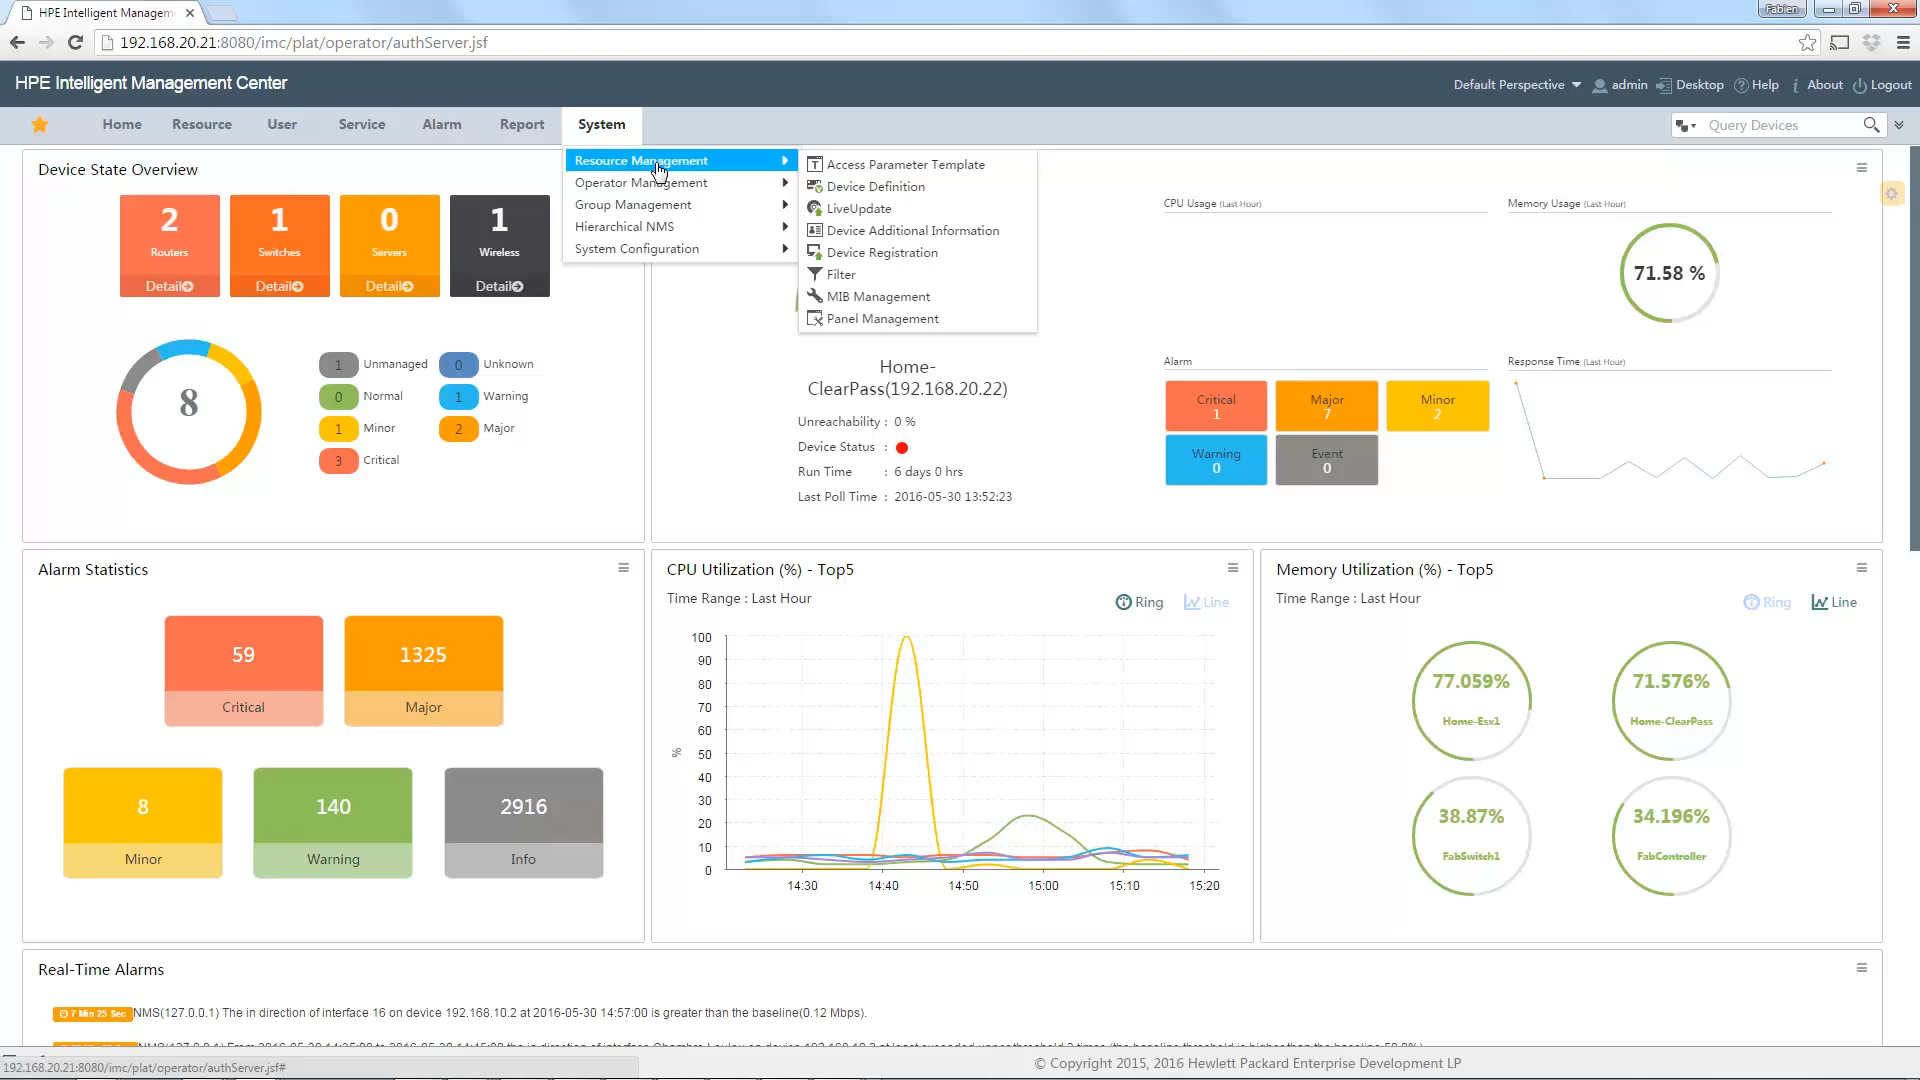 HPE Intelligent Managem
Fabien
192.168.20.21:8080/imc/plat/operator/authServer.jsf
HPE Intelligent Management Center
Default Perspective admin Desktop Help About Logout
Home Resource User Service Alarm Report System
Query Devices
Device State Overview
2 Routers Detail
1 Switches Detail
0 Servers Detail
1 Wireless Detail
8
1 Unmanaged 0 Unknown
0 Normal 1 Warning
1 Minor 2 Major
3 Critical
Resource Management
Operator Management
Group Management
Hierarchical NMS
System Configuration
Access Parameter Template
Device Definition
LiveUpdate
Device Additional Information
Device Registration
Filter
MIB Management
Panel Management
Home-
ClearPass(192.168.20.22)
Unreachability : 0 %
Device Status :
Run Time : 6 days 0 hrs
Last Poll Time : 2016-05-30 13:52:23
CPU Usage (Last Hour)
Memory Usage (Last Hour)
71.58 %
Alarm
Critical 1
Major 7
Minor 2
Warning 0
Event 0
Response Time (Last Hour)
Alarm Statistics
59 Critical
1325 Major
8 Minor
140 Warning
2916 Info
CPU Utilization (%) - Top5
Time Range : Last Hour
Ring Line
%
100
90
80
70
60
50
40
30
20
10
0
14:30 14:40 14:50 15:00 15:10 15:20
Memory Utilization (%) - Top5
Time Range : Last Hour
Ring Line
77.059% Home-Esx1
71.576% Home-ClearPass
38.87% FabSwitch1
34.196% FabController
Real-Time Alarms
7 Min 25 Sec NMS(127.0.0.1) The in direction of interface 16 on device 192.168.10.2 at 2016-05-30 14:57:00 is greater than the baseline(0.12 Mbps).
192.168.20.21:8080/imc/plat/operator/authServer.jsf#
© Copyright 2015, 2016 Hewlett Packard Enterprise Development LP